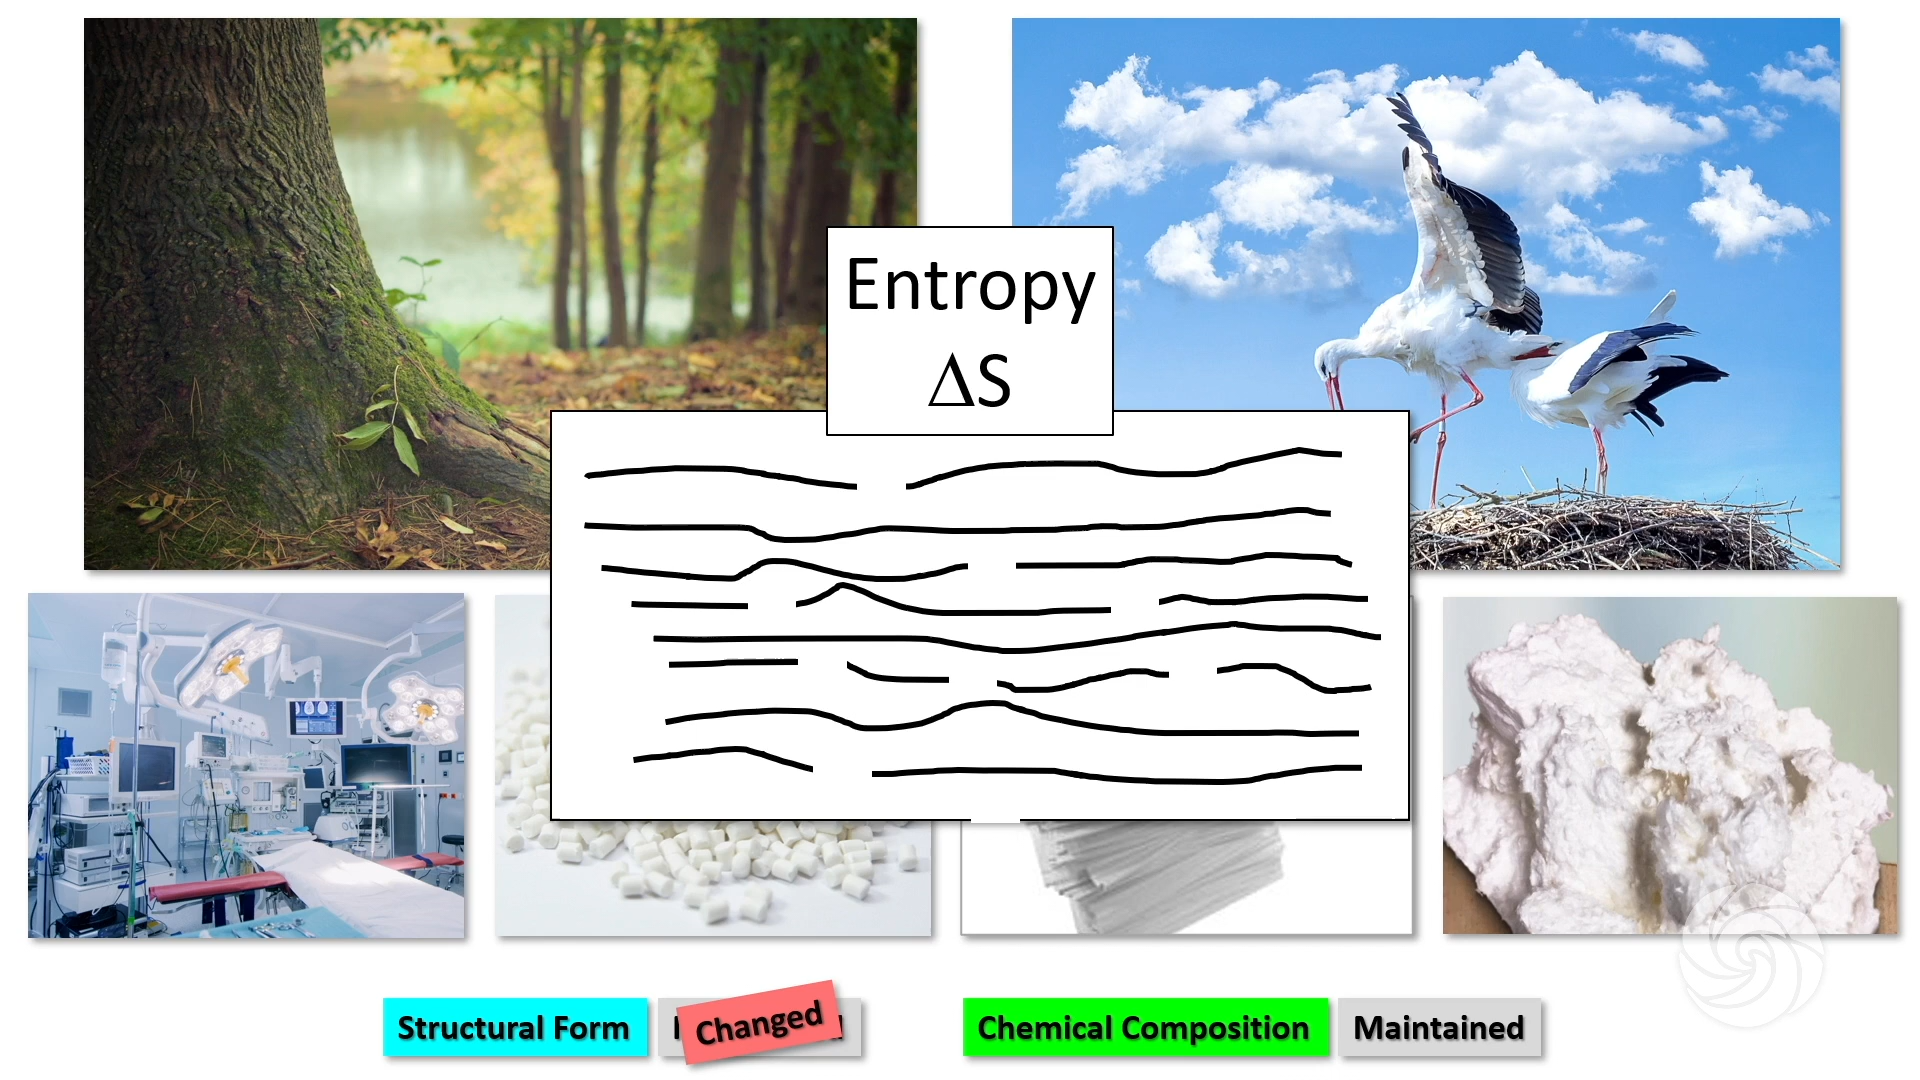 Entropy
ΔS
Structural Form
Changed
Chemical Composition
Maintained